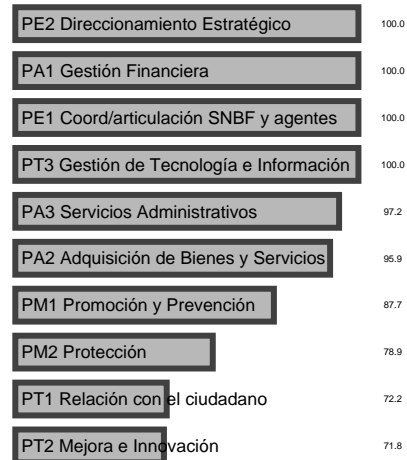 PE2 Direccionamiento Estratégico 100.0
PA1 Gestión Financiera 100.0
PE1 Coord/articulación SNBF y agentes 100.0
PT3 Gestión de Tecnología e Información 100.0
PA3 Servicios Administrativos 97.2
PA2 Adquisición de Bienes y Servicios 95.9
PM1 Promoción y Prevención 87.7
PM2 Protección 78.9
PT1 Relación con el ciudadano 72.2
PT2 Mejora e Innovación 71.8